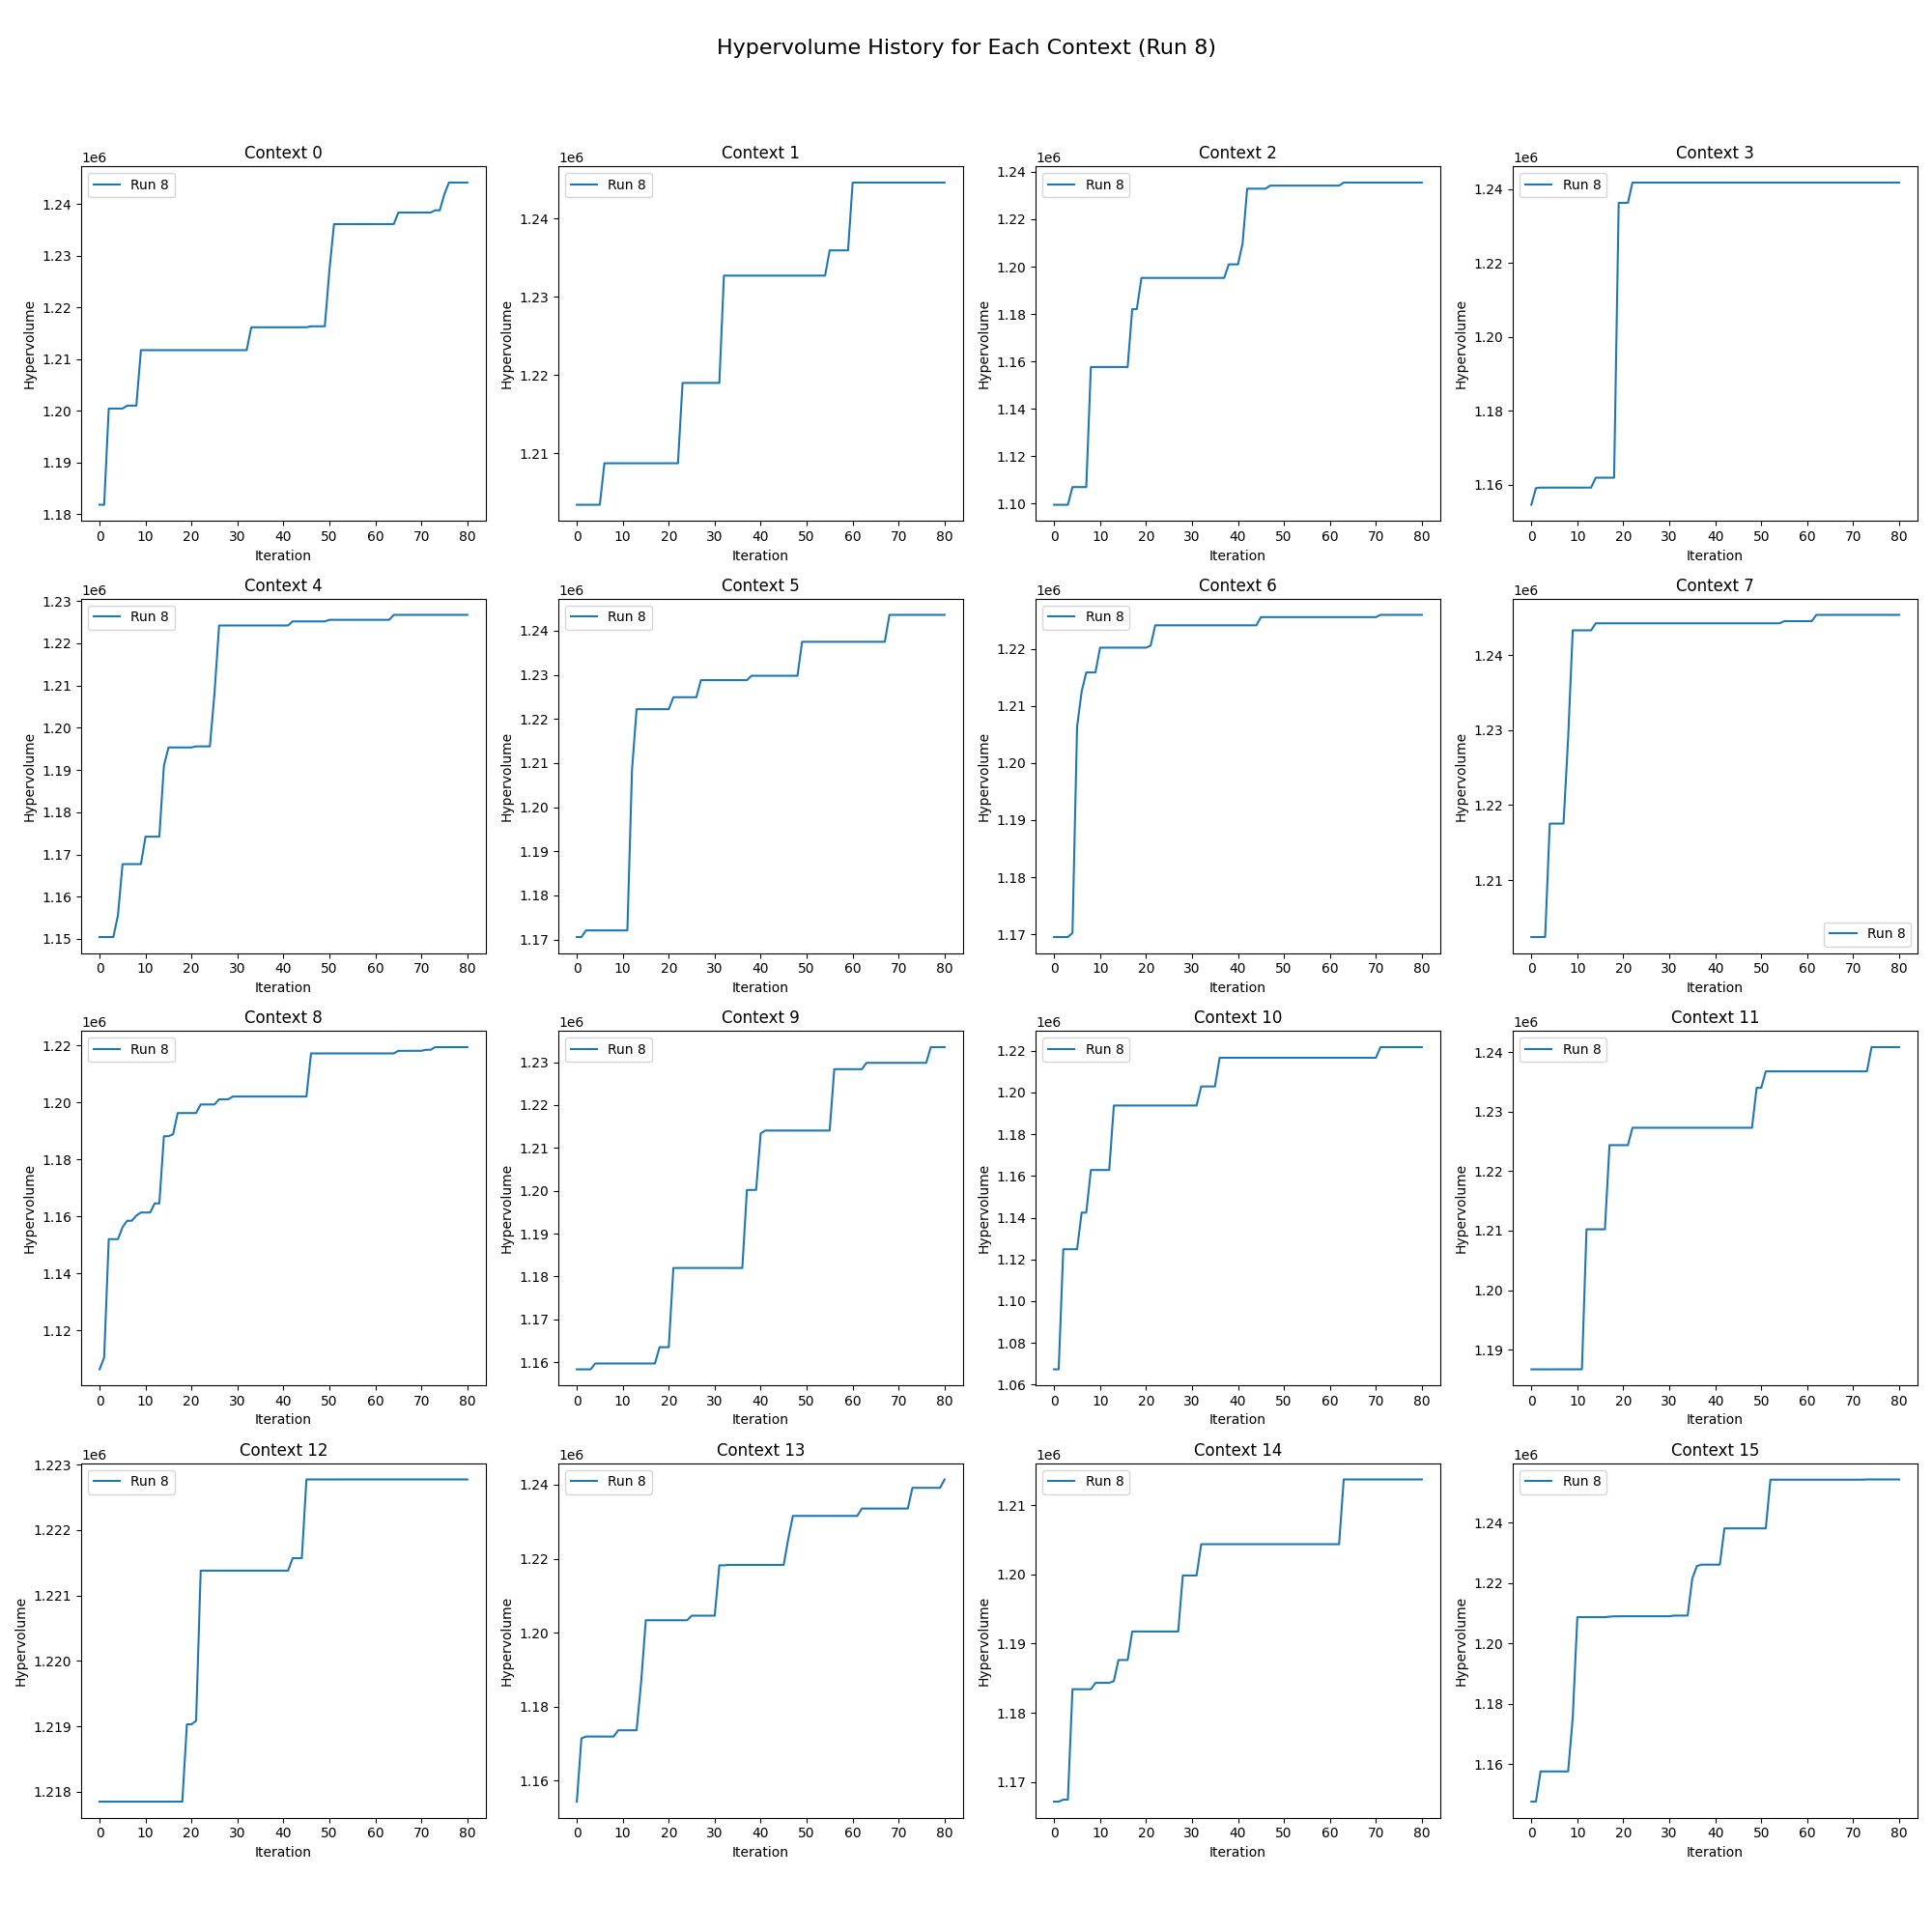 Hypervolume History for Each Context (Run 8)
Context 0
1e6
Run 8
Hypervolume
1.24
1.23
1.22
1.21
1.20
1.19
1.18
0 10 20 30 40 50 60 70 80
Iteration
Context 1
1e6
Run 8
Hypervolume
1.24
1.23
1.22
1.21
0 10 20 30 40 50 60 70 80
Iteration
Context 2
1e6
Run 8
Hypervolume
1.24
1.22
1.20
1.18
1.16
1.14
1.12
1.10
0 10 20 30 40 50 60 70 80
Iteration
Context 3
1e6
Run 8
Hypervolume
1.24
1.22
1.20
1.18
1.16
0 10 20 30 40 50 60 70 80
Iteration
Context 4
1e6
Run 8
Hypervolume
1.23
1.22
1.21
1.20
1.19
1.18
1.17
1.16
1.15
0 10 20 30 40 50 60 70 80
Iteration
Context 5
1e6
Run 8
Hypervolume
1.24
1.23
1.22
1.21
1.20
1.19
1.18
1.17
0 10 20 30 40 50 60 70 80
Iteration
Context 6
1e6
Run 8
Hypervolume
1.22
1.21
1.20
1.19
1.18
1.17
0 10 20 30 40 50 60 70 80
Iteration
Context 7
1e6
Hypervolume
1.24
1.23
1.22
1.21
Run 8
0 10 20 30 40 50 60 70 80
Iteration
Context 8
1e6
Run 8
Hypervolume
1.22
1.20
1.18
1.16
1.14
1.12
0 10 20 30 40 50 60 70 80
Iteration
Context 9
1e6
Run 8
Hypervolume
1.23
1.22
1.21
1.20
1.19
1.18
1.17
1.16
0 10 20 30 40 50 60 70 80
Iteration
Context 10
1e6
Run 8
Hypervolume
1.22
1.20
1.18
1.16
1.14
1.12
1.10
1.08
1.06
0 10 20 30 40 50 60 70 80
Iteration
Context 11
1e6
Run 8
Hypervolume
1.24
1.23
1.22
1.21
1.20
1.19
0 10 20 30 40 50 60 70 80
Iteration
Context 12
1e6
Run 8
Hypervolume
1.223
1.222
1.221
1.220
1.219
1.218
0 10 20 30 40 50 60 70 80
Iteration
Context 13
1e6
Run 8
Hypervolume
1.24
1.22
1.20
1.18
1.16
0 10 20 30 40 50 60 70 80
Iteration
Context 14
1e6
Run 8
Hypervolume
1.21
1.20
1.19
1.18
1.17
0 10 20 30 40 50 60 70 80
Iteration
Context 15
1e6
Run 8
Hypervolume
1.24
1.22
1.20
1.18
1.16
0 10 20 30 40 50 60 70 80
Iteration